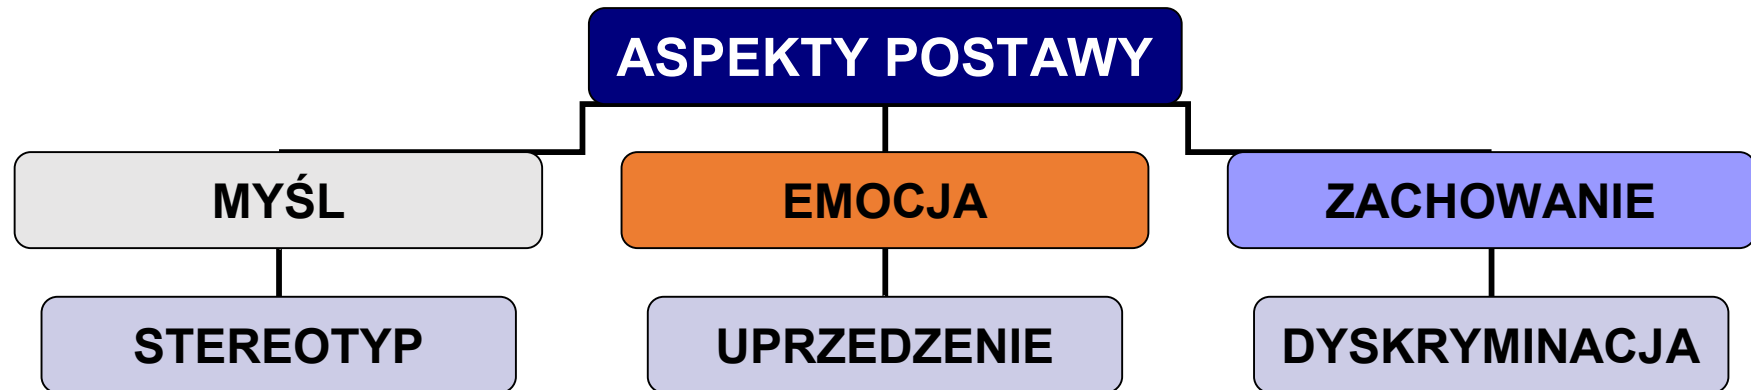 ASPEKTY POSTAWY
MYŚL
EMOCJA
ZACHOWANIE
STEREOTYP
UPRZEDZENIE
DYSKRYMINACJA